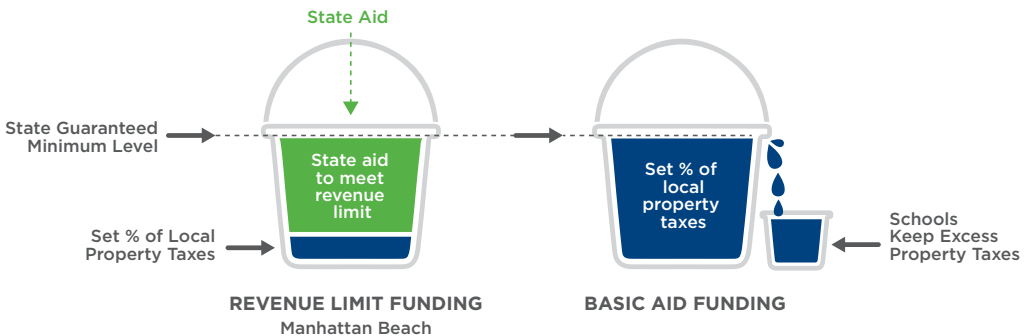 State Aid
State Guaranteed
Minimum Level
State aid
to meet
revenue
limit
Set % of Local
Property Taxes
REVENUE LIMIT FUNDING
Manhattan Beach
Set % of
local
property
taxes
Schools
Keep Excess
Property Taxes
BASIC AID FUNDING